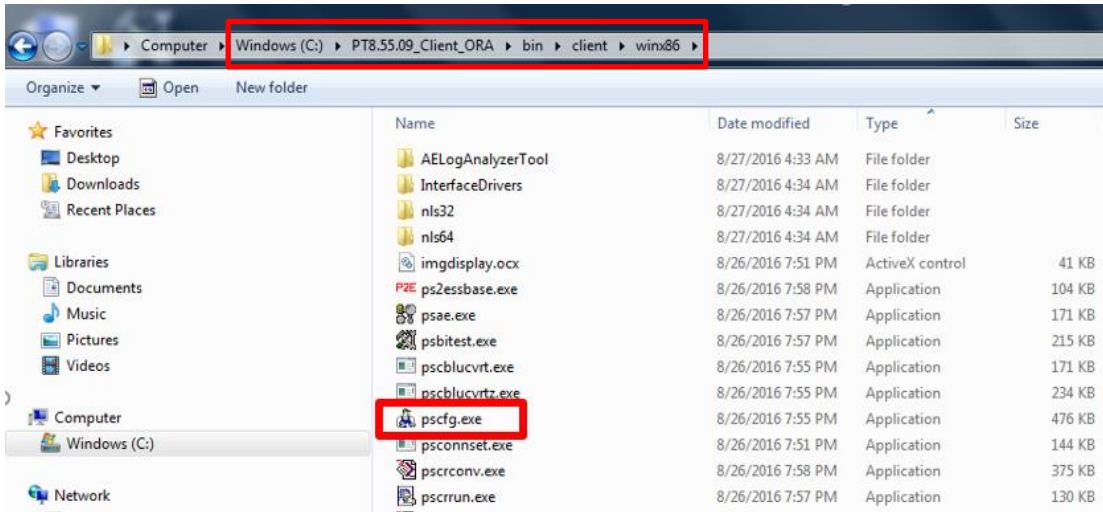 Computer Windows (C:) PT8.55.09_Client_ORA bin client winx86
Organize Open New folder
Favorites
Desktop
Downloads
Recent Places
Libraries
Documents
Music
Pictures
Videos
Computer
Windows (C:)
Network
Name Date modified Type Size
AELogAnalyzerTool 8/27/2016 4:33 AM File folder
InterfaceDrivers 8/27/2016 4:34 AM File folder
nls32 8/27/2016 4:34 AM File folder
nls64 8/27/2016 4:34 AM File folder
imgdisplay.ocx 8/26/2016 7:51 PM ActiveX control 41 KB
P2E ps2essbase.exe 8/26/2016 7:58 PM Application 104 KB
psae.exe 8/26/2016 7:57 PM Application 171 KB
psbitest.exe 8/26/2016 7:57 PM Application 215 KB
pscblucvrt.exe 8/26/2016 7:55 PM Application 171 KB
pscblucvrtz.exe 8/26/2016 7:55 PM Application 234 KB
pscfg.exe 8/26/2016 7:55 PM Application 476 KB
psconnset.exe 8/26/2016 7:51 PM Application 144 KB
pscrconv.exe 8/26/2016 7:58 PM Application 375 KB
pscrrun.exe 8/26/2016 7:57 PM Application 130 KB